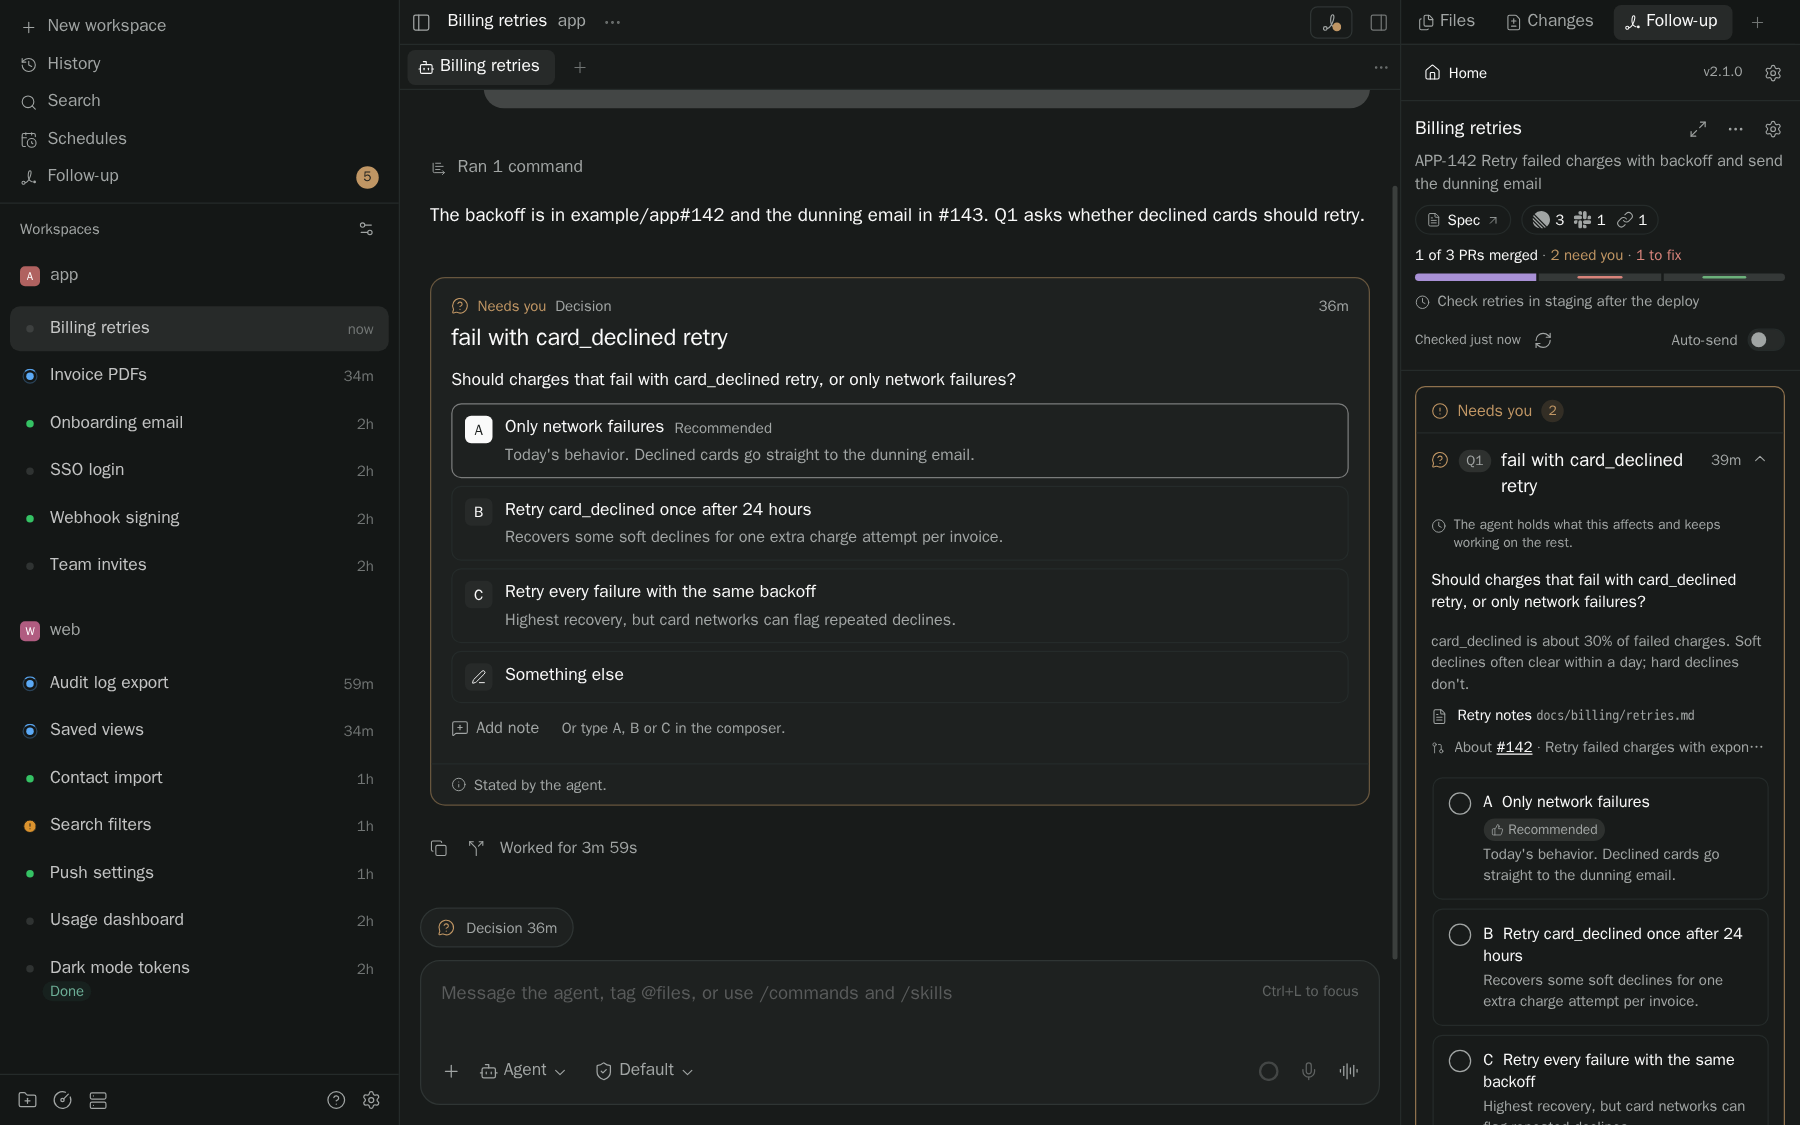 New workspace
History
Search
Schedules
Follow-up 5
Workspaces
A app
Billing retries now
Invoice PDFs 34m
Onboarding email 2h
SSO login 2h
Webhook signing 2h
Team invites 2h
W web
Audit log export 59m
Saved views 34m
Contact import 1h
Search filters 1h
Push settings 1h
Usage dashboard 2h
Dark mode tokens 2h
Done
Billing retries app
Billing retries
Ran 1 command
The backoff is in example/app#142 and the dunning email in #143. Q1 asks whether declined cards should retry.
Needs you Decision 36m
fail with card_declined retry
Should charges that fail with card_declined retry, or only network failures?
A Only network failures Recommended
Today's behavior. Declined cards go straight to the dunning email.
B Retry card_declined once after 24 hours
Recovers some soft declines for one extra charge attempt per invoice.
C Retry every failure with the same backoff
Highest recovery, but card networks can flag repeated declines.
Something else
Add note Or type A, B or C in the composer.
Stated by the agent.
Worked for 3m 59s
Decision 36m
Message the agent, tag @files, or use /commands and /skills Ctrl+L to focus
Agent Default
Files Changes Follow-up
Home v2.1.0
Billing retries
APP-142 Retry failed charges with backoff and send
the dunning email
Spec 3 1 1
1 of 3 PRs merged · 2 need you · 1 to fix
Check retries in staging after the deploy
Checked just now Auto-send
Needs you 2
Q1 fail with card_declined 39m
retry
The agent holds what this affects and keeps
working on the rest.
Should charges that fail with card_declined
retry, or only network failures?
card_declined is about 30% of failed charges. Soft
declines often clear within a day; hard declines
don't.
Retry notes docs/billing/retries.md
About #142 · Retry failed charges with expon···
A Only network failures
Recommended
Today's behavior. Declined cards go
straight to the dunning email.
B Retry card_declined once after 24
hours
Recovers some soft declines for one
extra charge attempt per invoice.
C Retry every failure with the same
backoff
Highest recovery, but card networks can